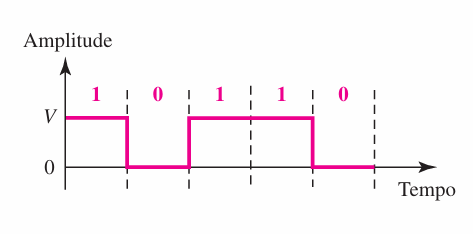 Amplitude
1 0 1 1 0
V
0
Tempo